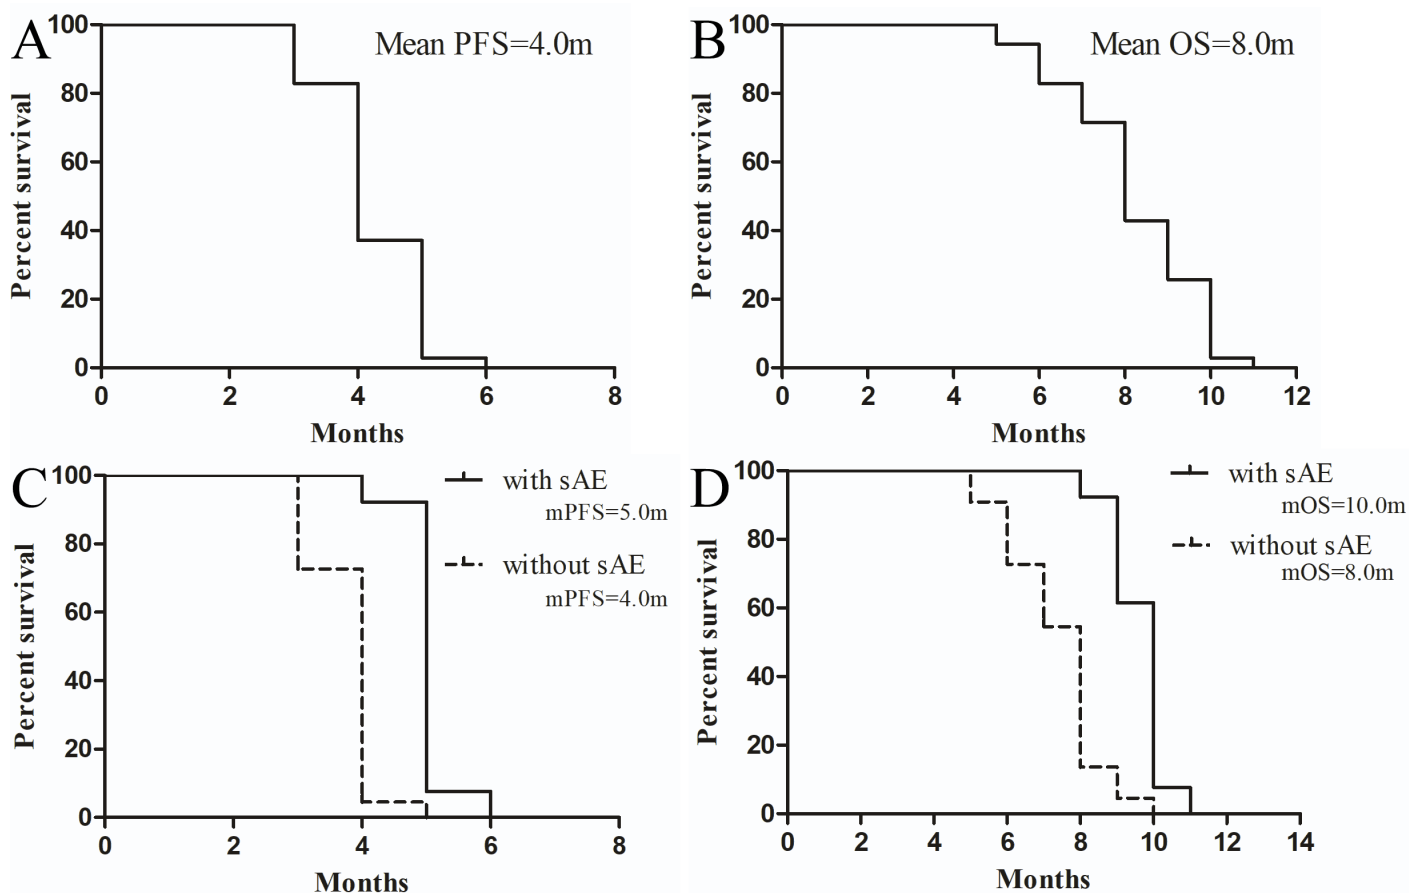 A
Mean PFS=4.0m
Percent survival
100
80
60
40
20
0
0 2 4 6 8
Months
B
Mean OS=8.0m
Percent survival
100
80
60
40
20
0
0 2 4 6 8 10 12
Months
C
with sAE
mPFS=5.0m
without sAE
mPFS=4.0m
Percent survival
100
80
60
40
20
0
0 2 4 6 8
Months
D
with sAE
mOS=10.0m
without sAE
mOS=8.0m
Percent survival
100
80
60
40
20
0
0 2 4 6 8 10 12 14
Months